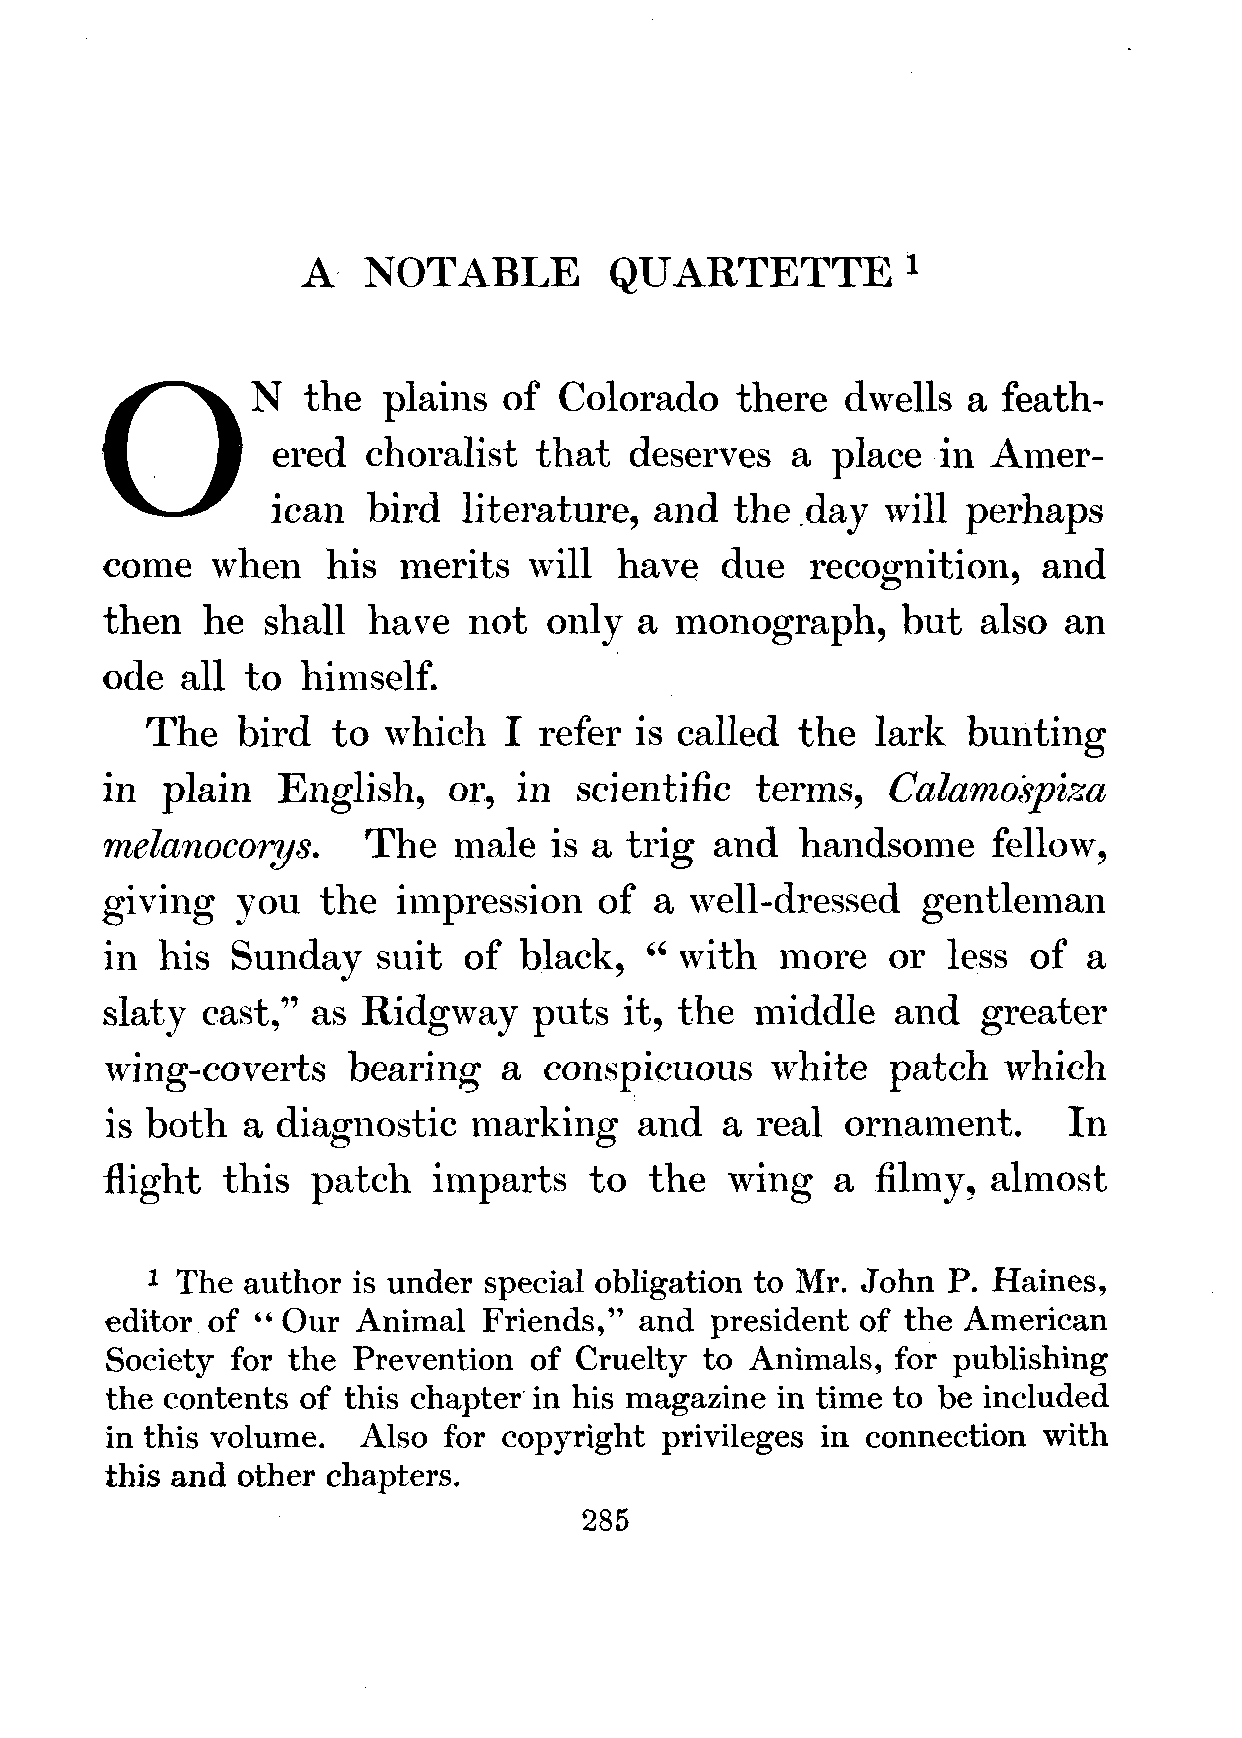 A NOTABLE QUARTETTE 1
ON the plains of Colorado there dwells a feath-
ered choralist that deserves a place in Amer-
ican bird literature, and the day will perhaps
come when his merits will have due recognition, and
then he shall have not only a monograph, but also an
ode all to himself.
The bird to which I refer is called the lark bunting
in plain English, or, in scientific terms, Calamospiza
melanocorys. The male is a trig and handsome fellow,
giving you the impression of a well-dressed gentleman
in his Sunday suit of black, “ with more or less of a
slaty cast,” as Ridgway puts it, the middle and greater
wing-coverts bearing a conspicuous white patch which
is both a diagnostic marking and a real ornament. In
flight this patch imparts to the wing a filmy, almost
1 The author is under special obligation to Mr. John P. Haines,
editor of “ Our Animal Friends,” and president of the American
Society for the Prevention of Cruelty to Animals, for publishing
the contents of this chapter in his magazine in time to be included
in this volume. Also for copyright privileges in connection with
this and other chapters.
285